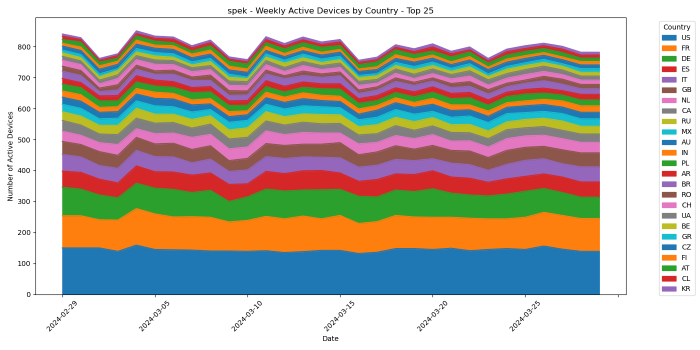 spek - Weekly Active Devices by Country - Top 25
Number of Active Devices
800
700
600
500
400
300
200
100
0
2024-02-29
2024-03-05
2024-03-10
2024-03-15
2024-03-20
2024-03-25
Date
Country
US
FR
DE
ES
IT
GB
NL
CA
RU
MX
AU
IN
PL
AR
BR
RO
CH
UA
BE
GR
CZ
FI
AT
CL
KR